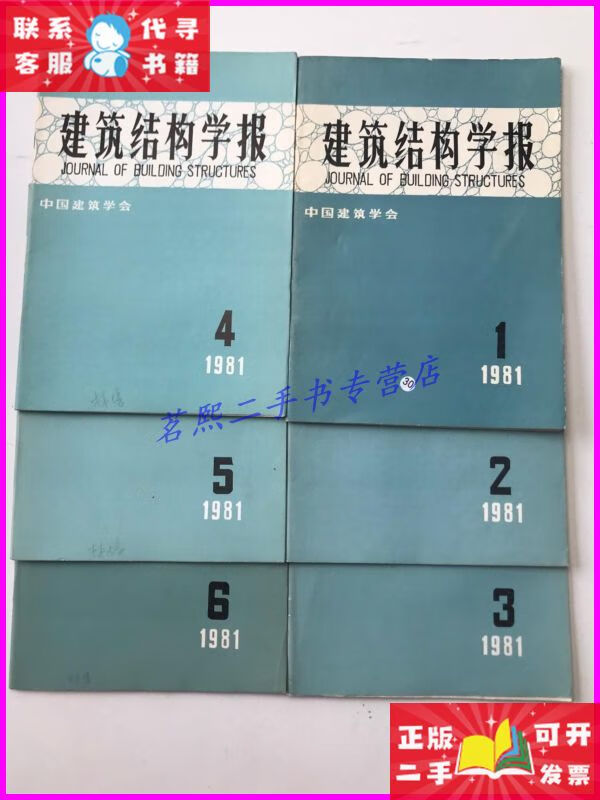 联系
客服
代寻
书籍
建筑结构学报
JOURNAL OF BUILDING STRUCTURES
中国建筑学会
4
1981
建筑结构学报
JOURNAL OF BUILDING STRUCTURES
中国建筑学会
1
1981
30
茗熙二手书专营店
5
1981
2
1981
6
1981
3
1981
正版
二手
可开
发票